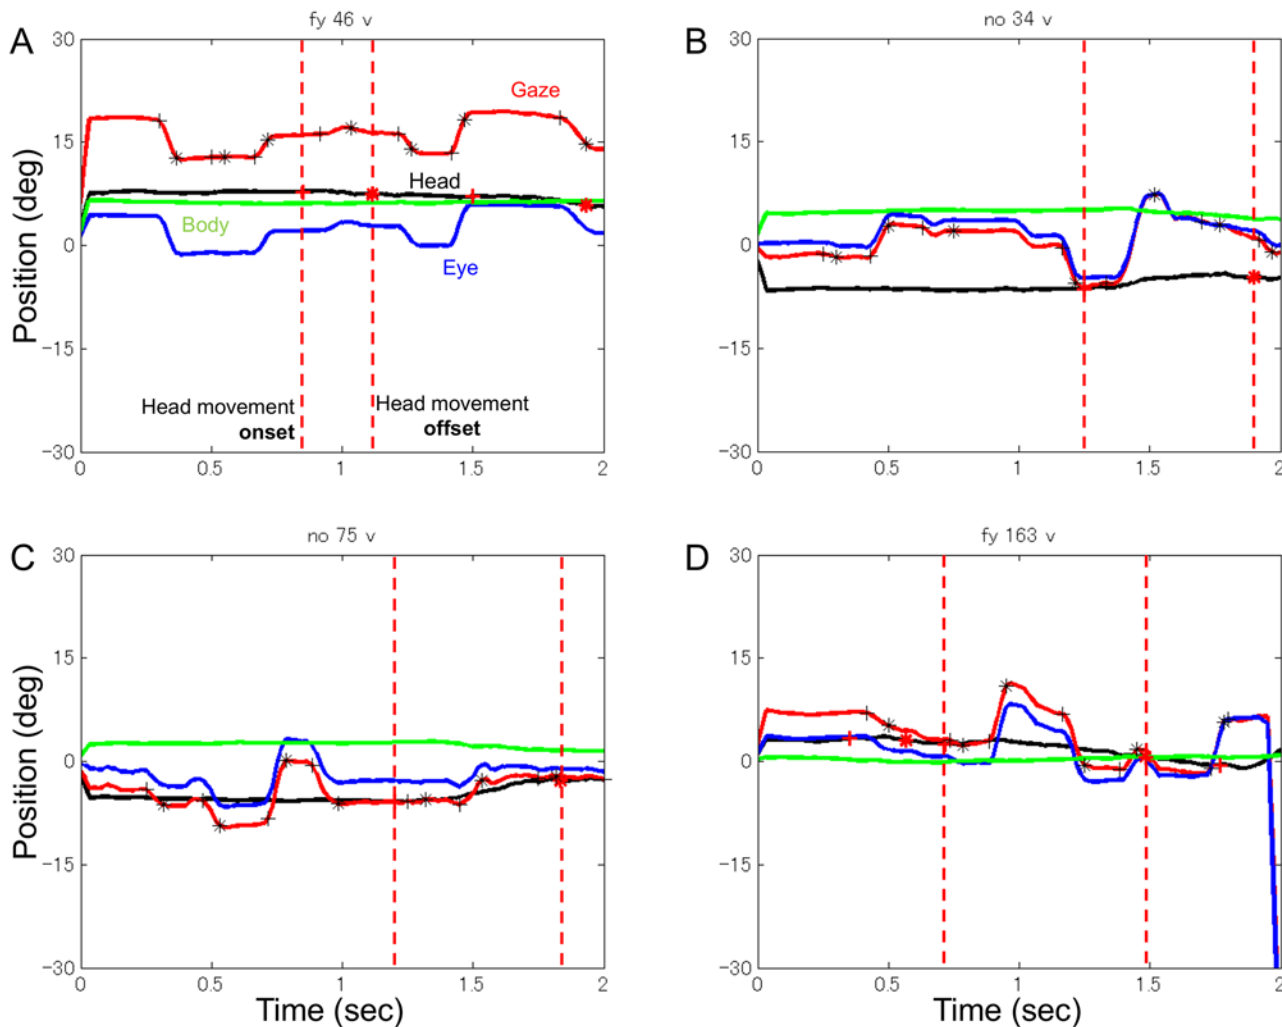 A
fy 46 v
30
15
0
−15
−30
Position (deg)
Gaze
Head
Body
Eye
Head movement
onset
Head movement
offset
0
0.5
1
1.5
2
B
no 34 v
30
15
0
−15
−30
0
0.5
1
1.5
2
C
no 75 v
30
15
0
−15
−30
Position (deg)
0
0.5
1
1.5
2
Time (sec)
D
fy 163 v
30
15
0
−15
−30
0
0.5
1
1.5
2
Time (sec)